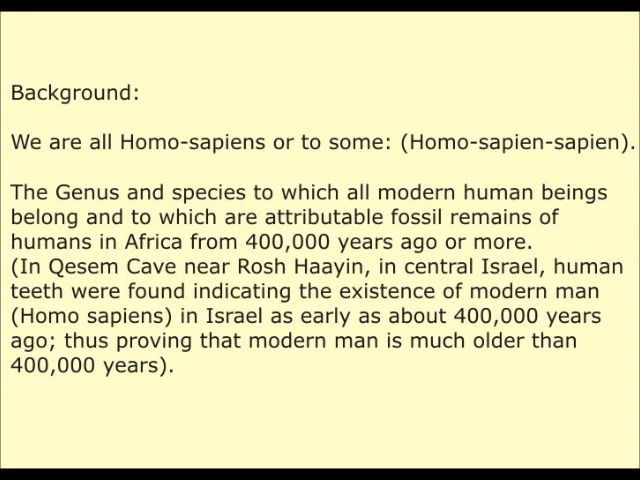 Background:
We are all Homo-sapiens or to some: (Homo-sapien-sapien).
The Genus and species to which all modern human beings
belong and to which are attributable fossil remains of
humans in Africa from 400,000 years ago or more.
(In Qesem Cave near Rosh Haayin, in central Israel, human
teeth were found indicating the existence of modern man
(Homo sapiens) in Israel as early as about 400,000 years
ago; thus proving that modern man is much older than
400,000 years).